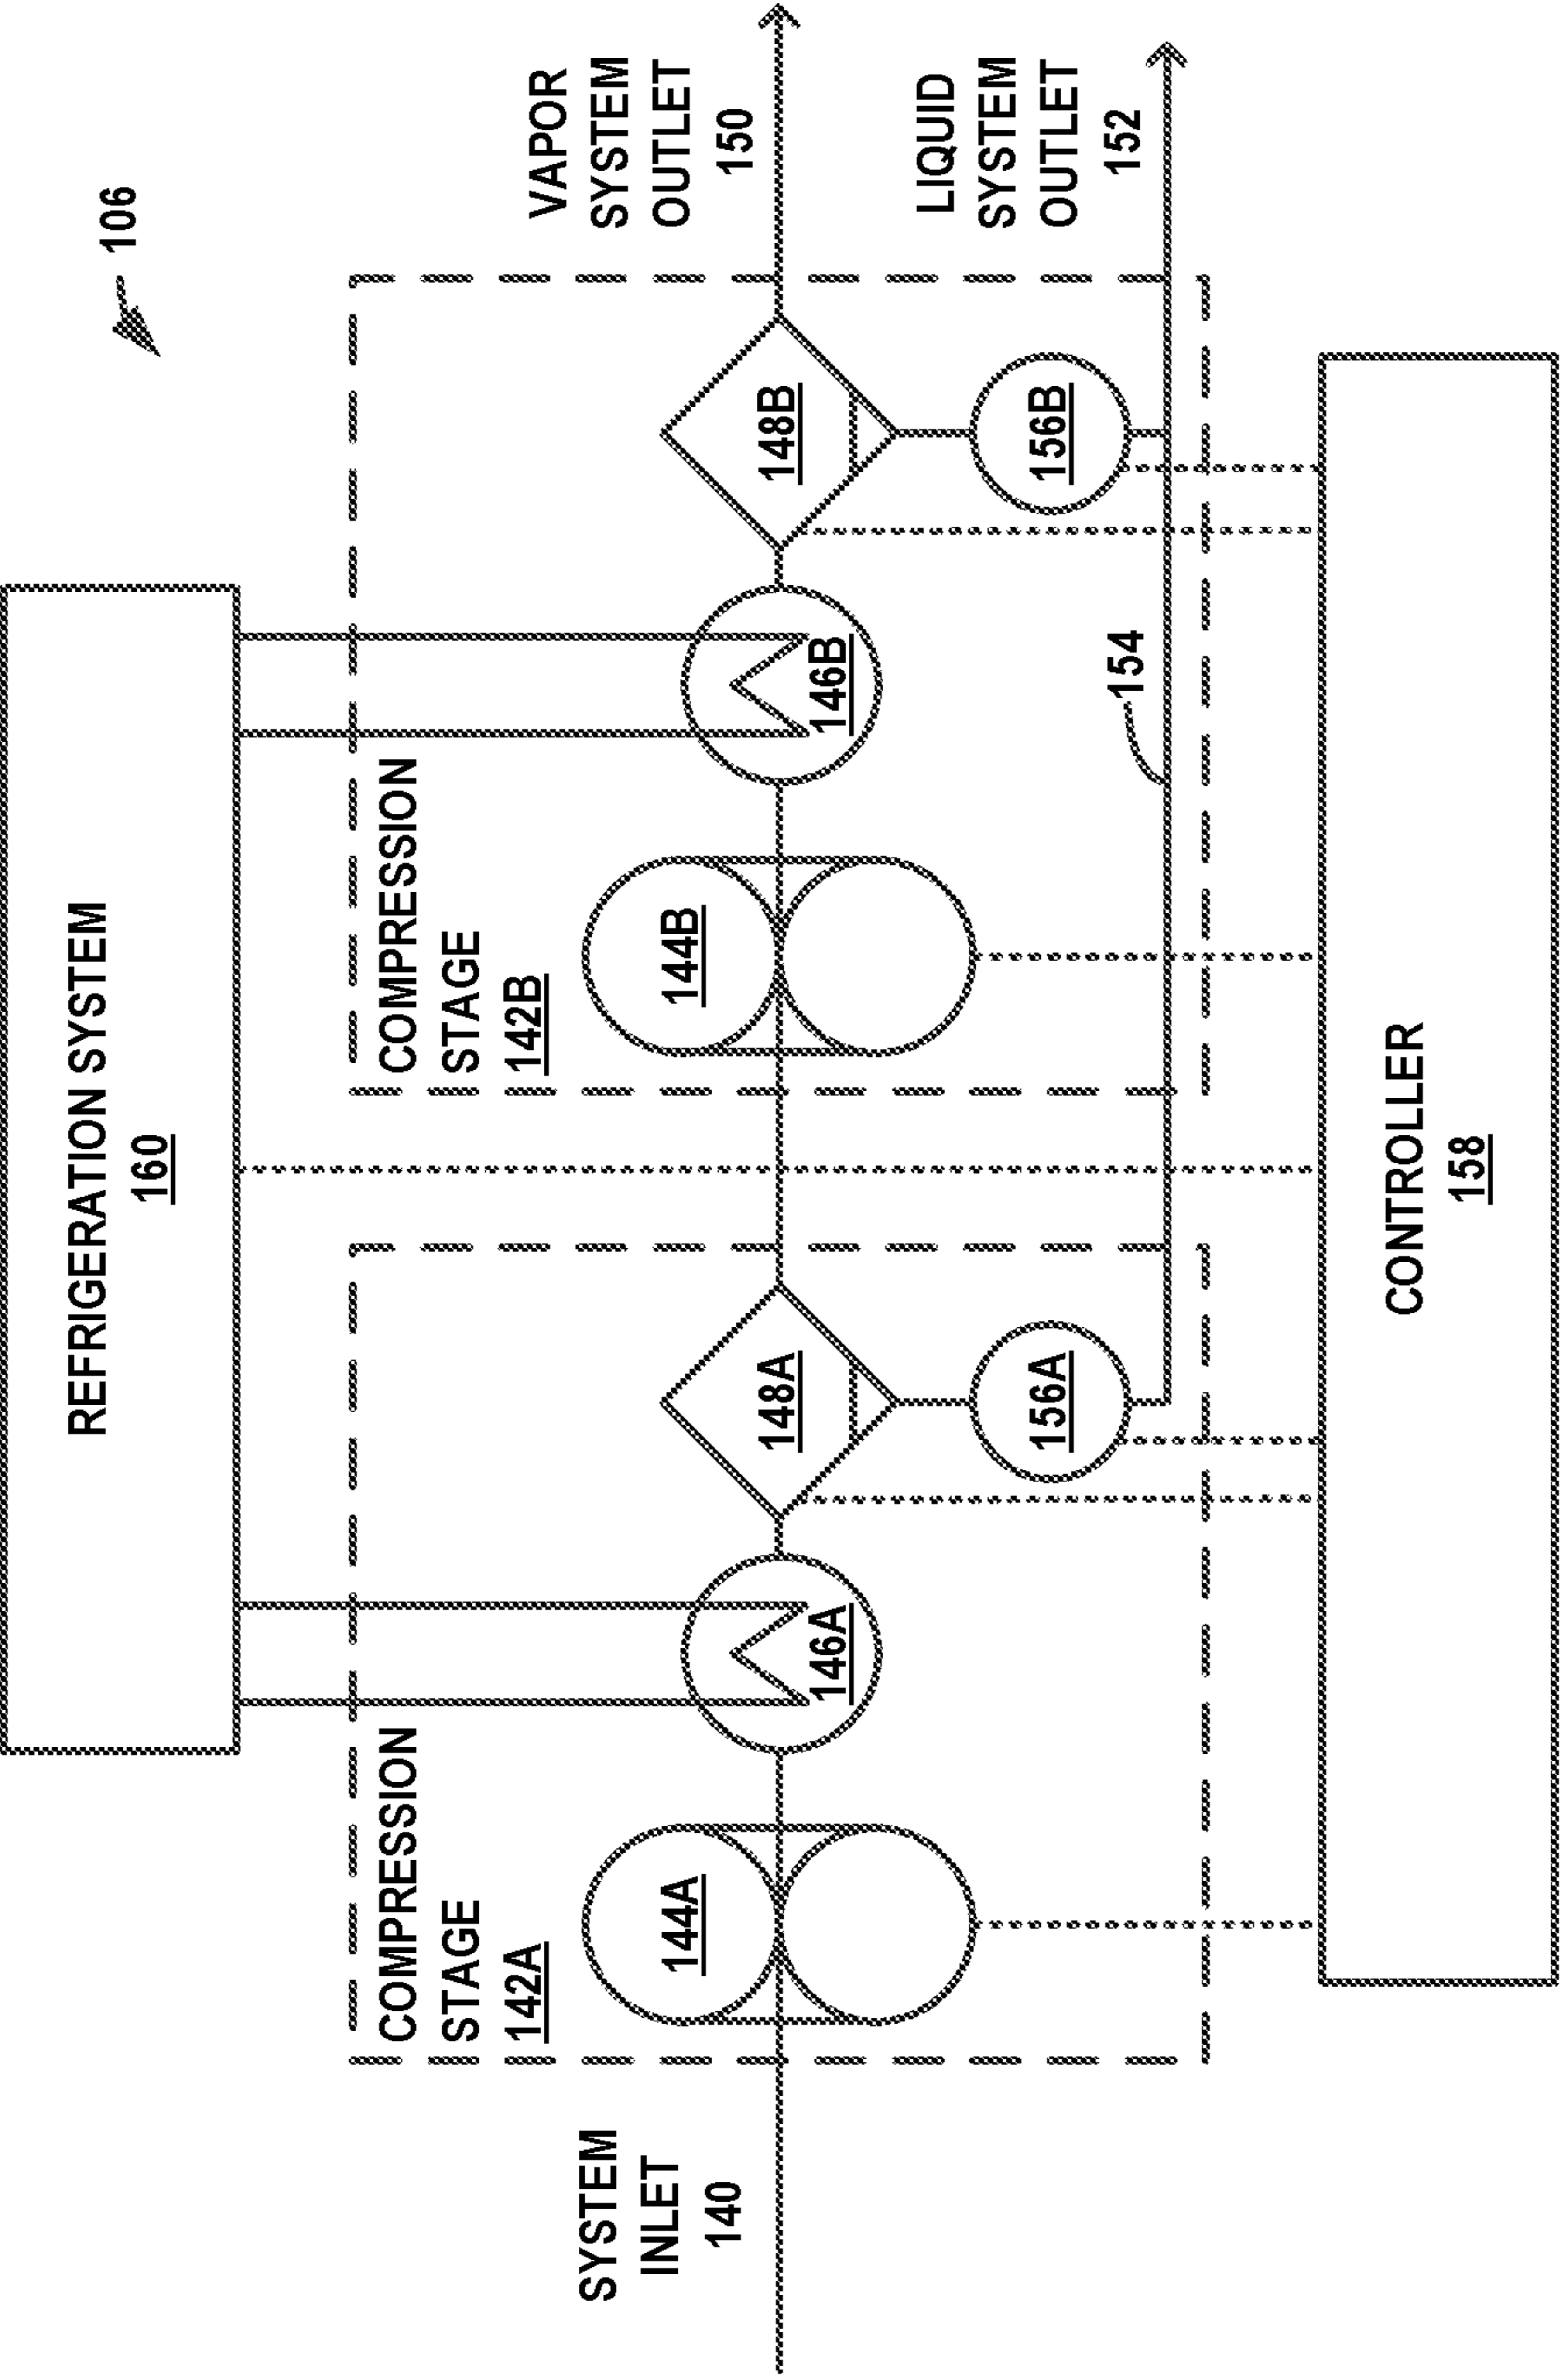 106
REFRIGERATION SYSTEM
160
COMPRESSION
STAGE
142A
COMPRESSION
STAGE
142B
VAPOR
SYSTEM
OUTLET
150
SYSTEM
INLET
140
144A
146A
148A
144B
146B
148B
LIQUID
SYSTEM
OUTLET
152
156A
156B
154
CONTROLLER
158